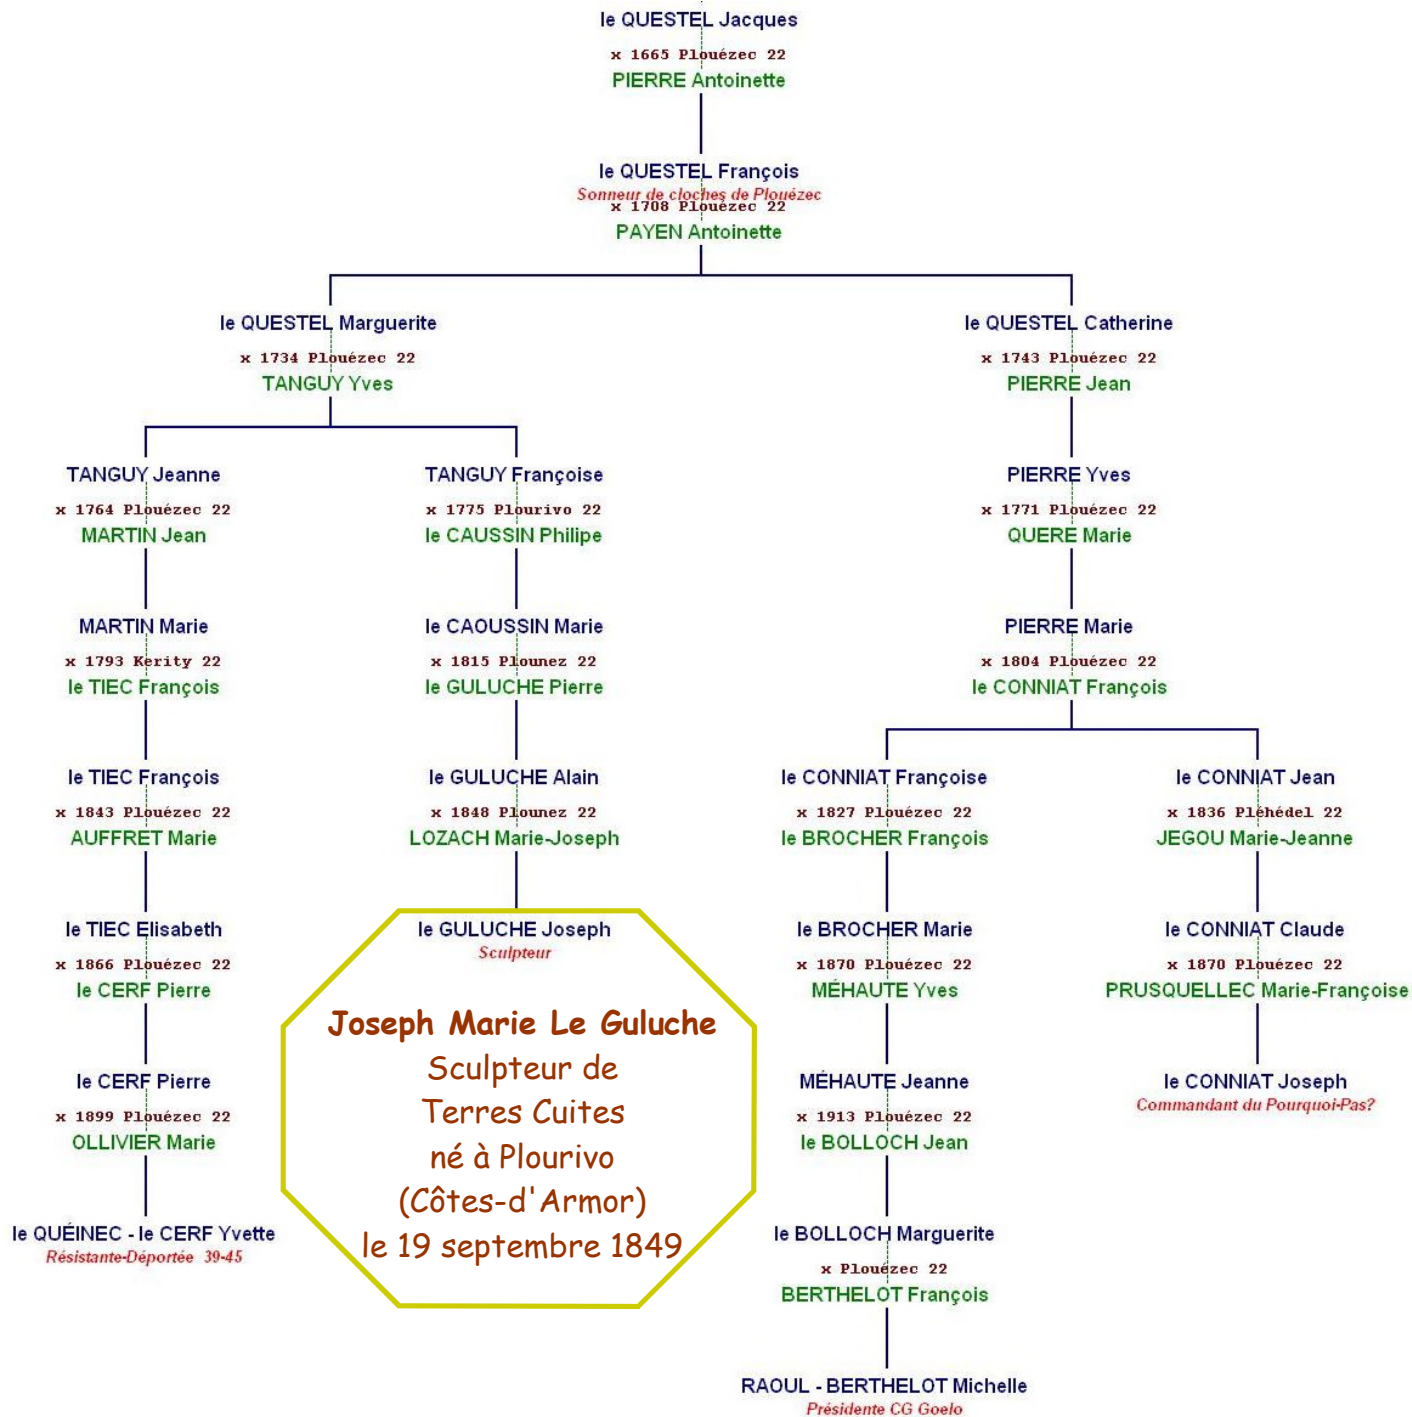 le QUESTEL Jacques
x 1665 Plouézec 22
PIERRE Antoinette
le QUESTEL François
Sonneur de cloches de Plouézec
x 1708 Plouézec 22
PAYEN Antoinette
le QUESTEL Marguerite
x 1734 Plouézec 22
TANGUY Yves
le QUESTEL Catherine
x 1743 Plouézec 22
PIERRE Jean
TANGUY Jeanne
x 1764 Plouézec 22
MARTIN Jean
TANGUY Françoise
x 1775 Plourivo 22
le CAUSSIN Philipe
PIERRE Yves
x 1771 Plouézec 22
QUERE Marie
MARTIN Marie
x 1793 Kerity 22
le TIEC François
le CAOUSSIN Marie
x 1815 Plounez 22
le GULUCHE Pierre
PIERRE Marie
x 1804 Plouézec 22
le CONNIAT François
le TIEC François
x 1843 Plouézec 22
AUFFRET Marie
le GULUCHE Alain
x 1848 Plounez 22
LOZACH Marie-Joseph
le CONNIAT Françoise
x 1827 Plouézec 22
le BROCHER François
le CONNIAT Jean
x 1836 Pléhédel 22
JEGOU Marie-Jeanne
le TIEC Elisabeth
x 1866 Plouézec 22
le CERF Pierre
le GULUCHE Joseph
Sculpteur
le BROCHER Marie
x 1870 Plouézec 22
MÉHAUTE Yves
le CONNIAT Claude
x 1870 Plouézec 22
PRUSQUELLEC Marie-Françoise
Joseph Marie Le Guluche
Sculpteur de
Terres Cuites
né à Plourivo
(Côtes-d'Armor)
le 19 septembre 1849
le CERF Pierre
x 1899 Plouézec 22
OLLIVIER Marie
MÉHAUTE Jeanne
x 1913 Plouézec 22
le BOLLOCH Jean
le CONNIAT Joseph
Commandant du Pourquoi-Pas?
le QUÉINEC - le CERF Yvette
Résistante-Déportée 39-45
le BOLLOCH Marguerite
x Plouézec 22
BERTHELOT François
RAOUL - BERTHELOT Michelle
Présidente CG Goelo